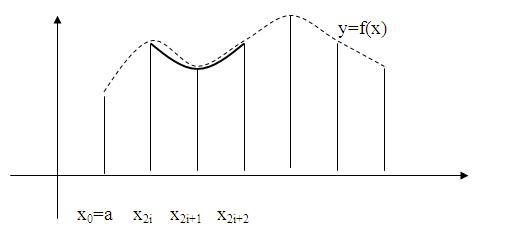 y=f(x)
x₀=a x₂ᵢ x₂ᵢ₊₁ x₂ᵢ₊₂